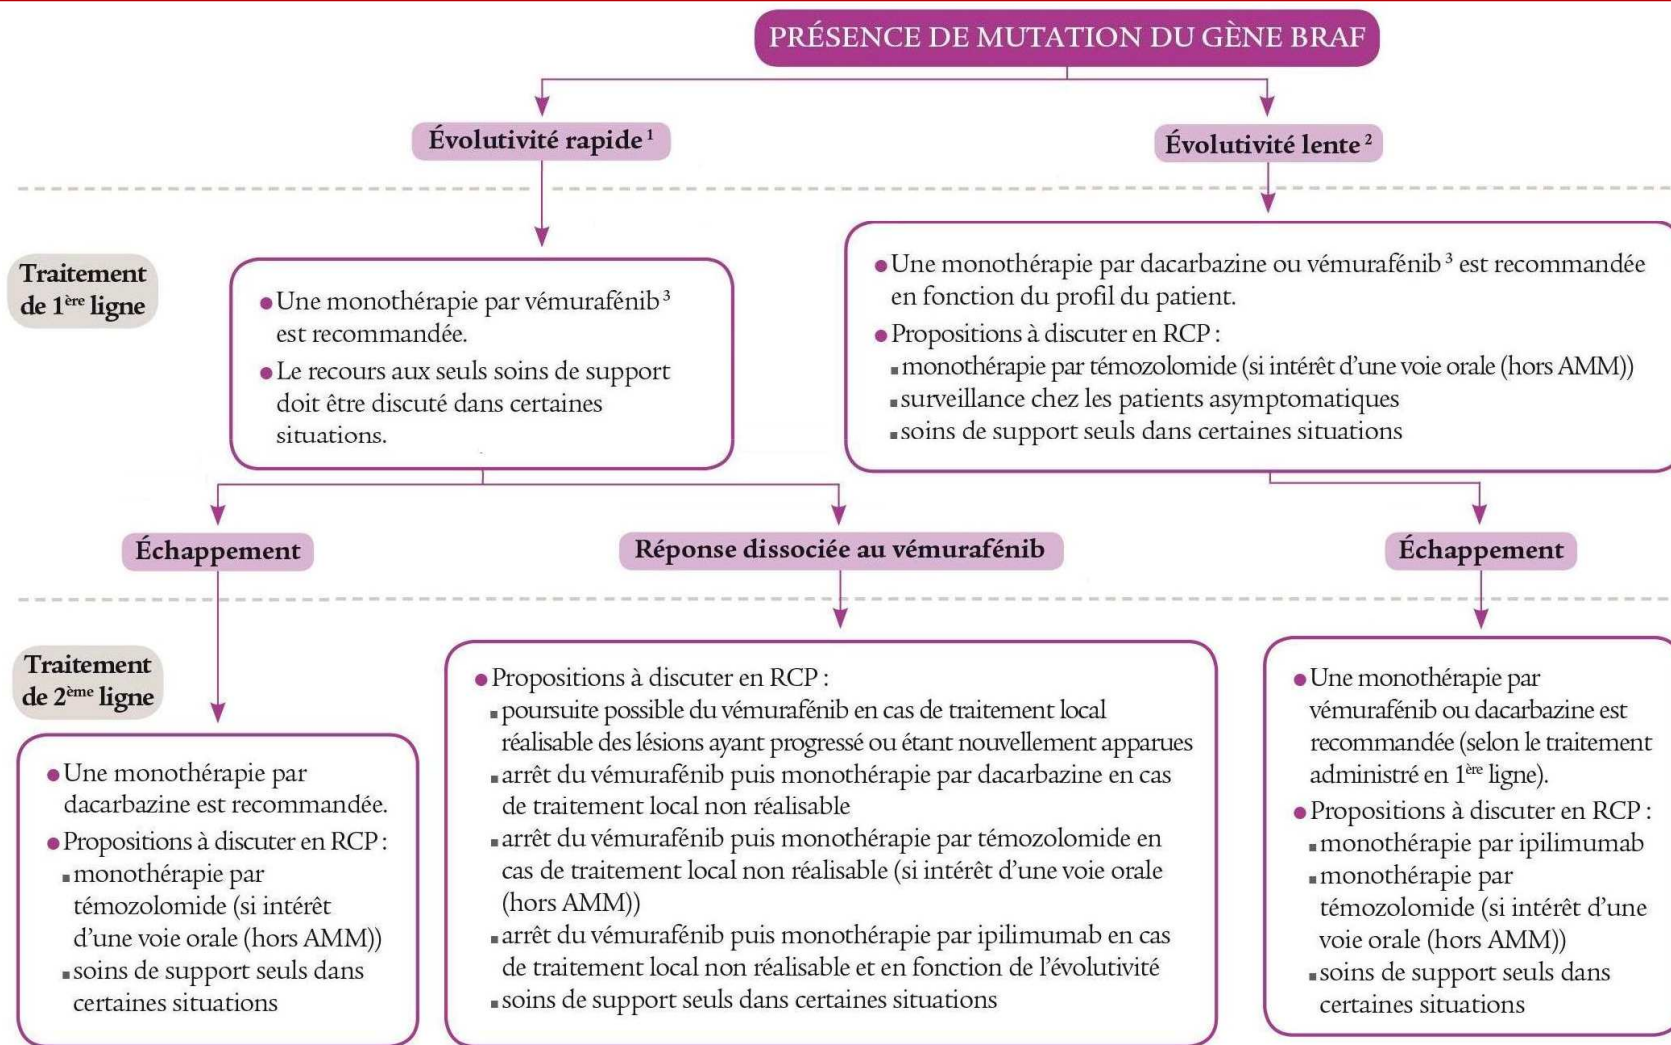 PRÉSENCE DE MUTATION DU GÈNE BRAF
Évolutivité rapide ¹
Évolutivité lente ²
Traitement
de 1ère ligne
● Une monothérapie par vémurafénib ³
est recommandée.
● Le recours aux seuls soins de support
doit être discuté dans certaines
situations.
● Une monothérapie par dacarbazine ou vémurafénib ³ est recommandée
en fonction du profil du patient.
● Propositions à discuter en RCP :
▪ monothérapie par témozolomide (si intérêt d’une voie orale (hors AMM))
▪ surveillance chez les patients asymptomatiques
▪ soins de support seuls dans certaines situations
Échappement
Réponse dissociée au vémurafénib
Échappement
Traitement
de 2ème ligne
● Une monothérapie par
dacarbazine est recommandée.
● Propositions à discuter en RCP :
▪ monothérapie par
témozolomide (si intérêt
d’une voie orale (hors AMM))
▪ soins de support seuls dans
certaines situations
● Propositions à discuter en RCP :
▪ poursuite possible du vémurafénib en cas de traitement local
réalisable des lésions ayant progressé ou étant nouvellement apparues
▪ arrêt du vémurafénib puis monothérapie par dacarbazine en cas
de traitement local non réalisable
▪ arrêt du vémurafénib puis monothérapie par témozolomide en
cas de traitement local non réalisable (si intérêt d’une voie orale
(hors AMM))
▪ arrêt du vémurafénib puis monothérapie par ipilimumab en cas
de traitement local non réalisable et en fonction de l’évolutivité
▪ soins de support seuls dans certaines situations
● Une monothérapie par
vémurafénib ou dacarbazine est
recommandée (selon le traitement
administré en 1ère ligne).
● Propositions à discuter en RCP :
▪ monothérapie par ipilimumab
▪ monothérapie par
témozolomide (si intérêt d’une
voie orale (hors AMM))
▪ soins de support seuls dans
certaines situations